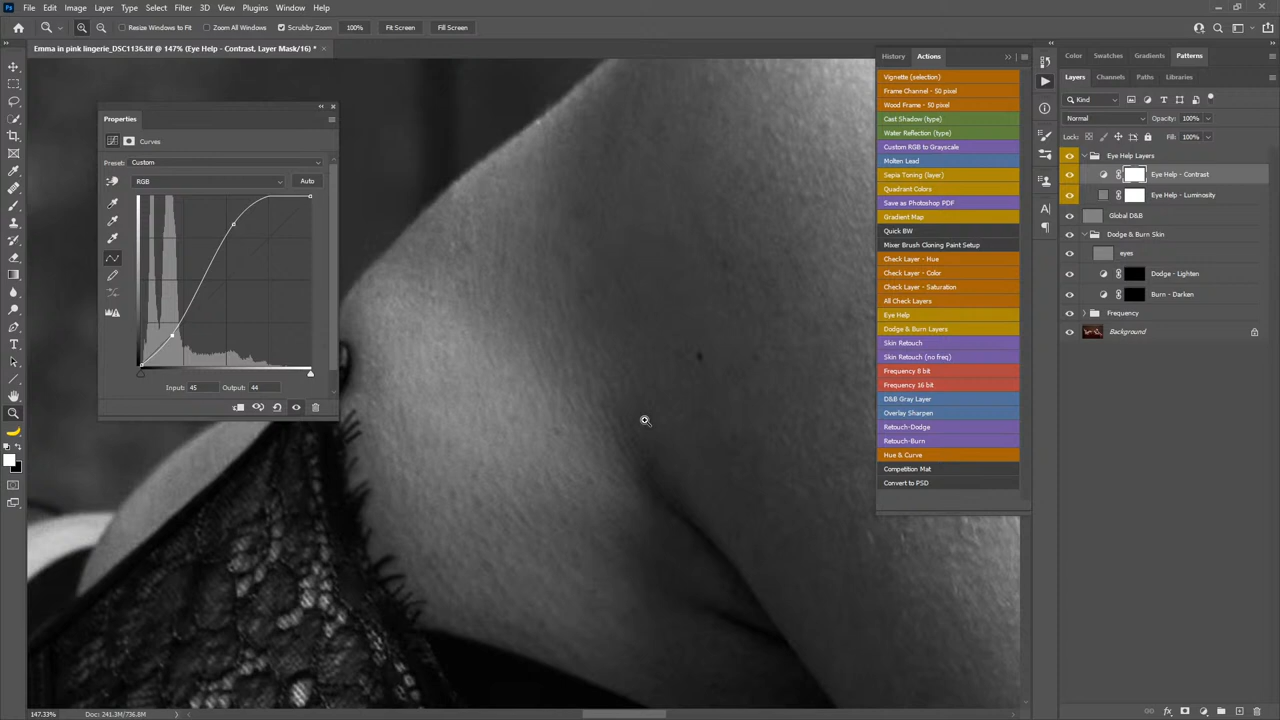 Ps File Edit Image Layer Type Select Filter 3D View Plugins Window Help
Resize Windows to Fit Zoom All Windows Scrubby Zoom 100% Fit Screen Fill Screen
Emma in pink lingerie_DSC1136.tif @ 147% (Eye Help - Contrast, Layer Mask/16) *
Properties
Curves
Preset: Custom
RGB Auto
Input: 45 Output: 44
History Actions
Vignette (selection)
Frame Channel - 50 pixel
Wood Frame - 50 pixel
Cast Shadow (type)
Water Reflection (type)
Custom RGB to Grayscale
Molten Lead
Sepia Toning (layer)
Quadrant Colors
Save as Photoshop PDF
Gradient Map
Quick BW
Mixer Brush Cloning Paint Setup
Check Layer - Hue
Check Layer - Color
Check Layer - Saturation
All Check Layers
Eye Help
Dodge & Burn Layers
Skin Retouch
Skin Retouch (no freq)
Frequency 8 bit
Frequency 16 bit
D&B Gray Layer
Overlay Sharpen
Retouch-Dodge
Retouch-Burn
Hue & Curve
Competition Mat
Convert to PSD
Color Swatches Gradients Patterns
Layers Channels Paths Libraries
Kind
Normal Opacity: 100%
Lock: Fill: 100%
Eye Help Layers
Eye Help - Contrast
Eye Help - Luminosity
Global D&B
Dodge & Burn Skin
eyes
Dodge - Lighten
Burn - Darken
Frequency
Background
147.33% Doc: 241.3M/736.8M